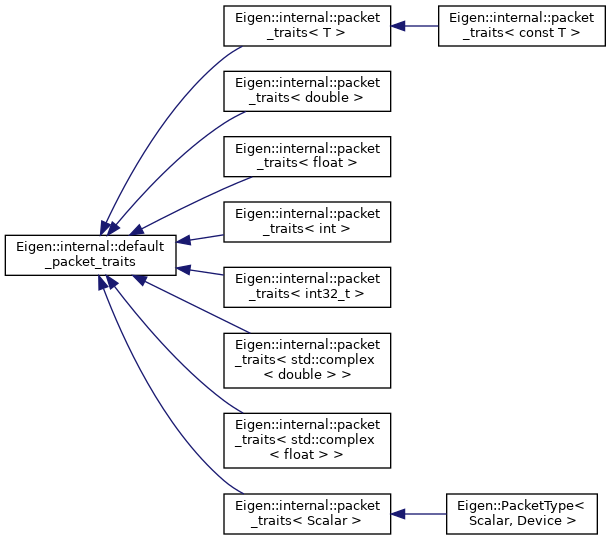 Eigen::internal::packet
_traits< T >
Eigen::internal::packet
_traits< const T >
Eigen::internal::packet
_traits< double >
Eigen::internal::packet
_traits< float >
Eigen::internal::packet
_traits< int >
Eigen::internal::default
_packet_traits
Eigen::internal::packet
_traits< int32_t >
Eigen::internal::packet
_traits< std::complex
< double > >
Eigen::internal::packet
_traits< std::complex
< float > >
Eigen::internal::packet
_traits< Scalar >
Eigen::PacketType<
Scalar, Device >